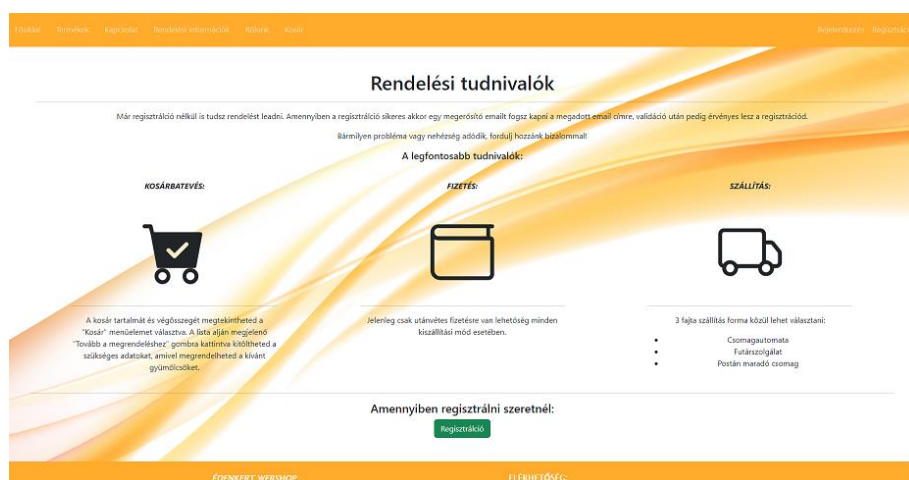 Főoldal Termékek Kapcsolat Rendelési információk Rólunk Kosár Bejelentkezés Regisztráció
Rendelési tudnivalók
Már regisztrálció nélkül is tudsz rendelést leadni. Amennyiben a regisztrálció sikeres akkor egy megerősítő emailt fogsz kapni a megadott email címre, validáció után pedig érvényes lesz a regisztrációd.
Bármilyen probléma vagy nehézség adódik, fordulj hozzánk bizalommal!
A legfontosabb tudnivalók:
KOSÁRBATEVÉS:
FIZETÉS:
SZÁLLÍTÁS:
A kosár tartalmát és végösszegét megtekintheted a
"Kosár" menüelemet választva. A lista alján megjelenő
"Tovább a megrendeléshez" gombra kattintva kitöltheted a
szükséges adatokat, amivel megrendelheted a kívánt
gyümölcsöket.
Jelenleg csak utánvétes fizetésre van lehetőség minden
kiszállítási mód esetében.
3 fajta szállítás forma közül lehet választani:
Csomagautomata
Futárszolgálat
Postán maradó csomag
Amennyiben regisztrálni szeretnél:
Regisztrálció
ÉDENKERT WEBSHOP
ELÉRHETŐSÉG: